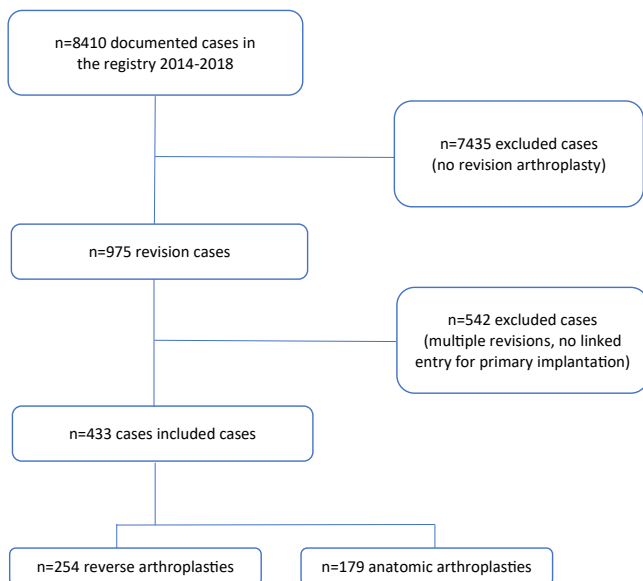 n=8410 documented cases in
the registry 2014-2018
n=7435 excluded cases
(no revision arthroplasty)
n=975 revision cases
n=542 excluded cases
(multiple revisions, no linked
entry for primary implantation)
n=433 cases included cases
n=254 reverse arthroplasties
n=179 anatomic arthroplasties